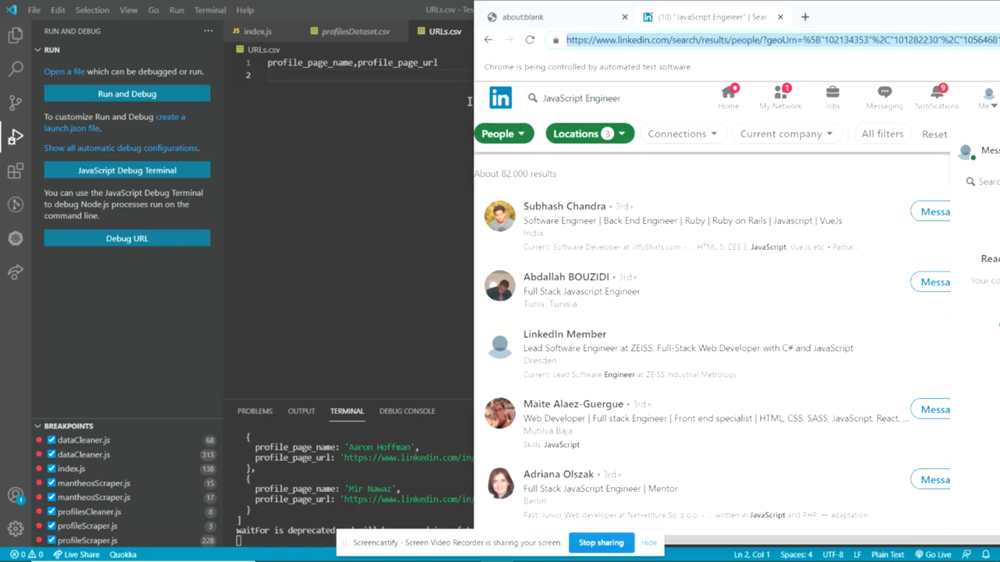 File Edit Selection View Go Run Terminal Help
URLs.csv - Tes
RUN AND DEBUG
RUN
Open a file which can be debugged or run.
Run and Debug
To customize Run and Debug create a
launch.json file.
Show all automatic debug configurations.
JavaScript Debug Terminal
You can use the JavaScript Debug Terminal
to debug Node.js processes run on the
command line.
Debug URL
BREAKPOINTS
dataCleaner.js 68
dataCleaner.js 313
index.js 138
mantheosScraper.js 15
mantheosScraper.js 17
profilesCleaner.js 8
profileScraper.js 3
profileScraper.js 228
1
JS index.js profilesDataset.csv URLs.csv
URLs.csv
1 profile_page_name,profile_page_url
2
PROBLEMS OUTPUT TERMINAL DEBUG CONSOLE
{
profile_page_name: 'Aaron Hoffman',
profile_page_url: 'https://www.linkedin.com/in/
},
{
profile_page_name: 'Mir Nawaz',
profile_page_url: 'https://www.linkedin.com/in/
}
]
waitFor is deprecated
about:blank
(10) "JavaScript Engineer" | Sear
https://www.linkedin.com/search/results/people/?geoUrn=%5B"102134353"%2C"101282230"%2C"1056468
Chrome is being controlled by automated test software.
in
JavaScript Engineer
Home
1
My Network
Jobs
Messaging
9
Notifications
Me
People Locations 3 Connections Current company All filters Reset
About 82,000 results
Subhash Chandra • 3rd+
Software Engineer | Back End Engineer | Ruby | Ruby on Rails | Javascript | VueJs
India
Current: Software Developer at JiffyShirts.com - ... HTML 5, CSS 3, JavaScript, Vue.Js etc. • Partial...
Messa
Abdallah BOUZIDI • 3rd+
Full Stack Javascript Engineer
Tunis, Tunisia
Messa
LinkedIn Member
Lead Software Engineer at ZEISS, Full-Stack Web Developer with C# and JavaScript
Dresden
Current: Lead Software Engineer at ZEISS Industrial Metrology
Maite Alaez-Guergue • 3rd+
Web Developer | Full stack Engineer | Front end specialist | HTML, CSS, SASS, JavaScript, React, ...
Mutilva Baja
Skills: JavaScript
Messa
Adriana Olszak • 3rd+
Full Stack JavaScript Engineer | Mentor
Berlin
Past: Junior Web developer at Netventure Sp. z o.o. - ... written in JavaScript and PHP. — adaptation...
Messa
Mess
Searc
Reac
Your co
Screencastify - Screen Video Recorder is sharing your screen. Stop sharing Hide
0 0 Live Share Quokka
Ln 2, Col 1 Spaces: 4 UTF-8 LF Plain Text Go Live